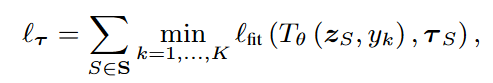 ℓ_τ = ∑_{S∈𝐒} min_{k=1,...,K} ℓ_fit (T_θ (𝒛_S, y_k) , 𝝉_S) ,